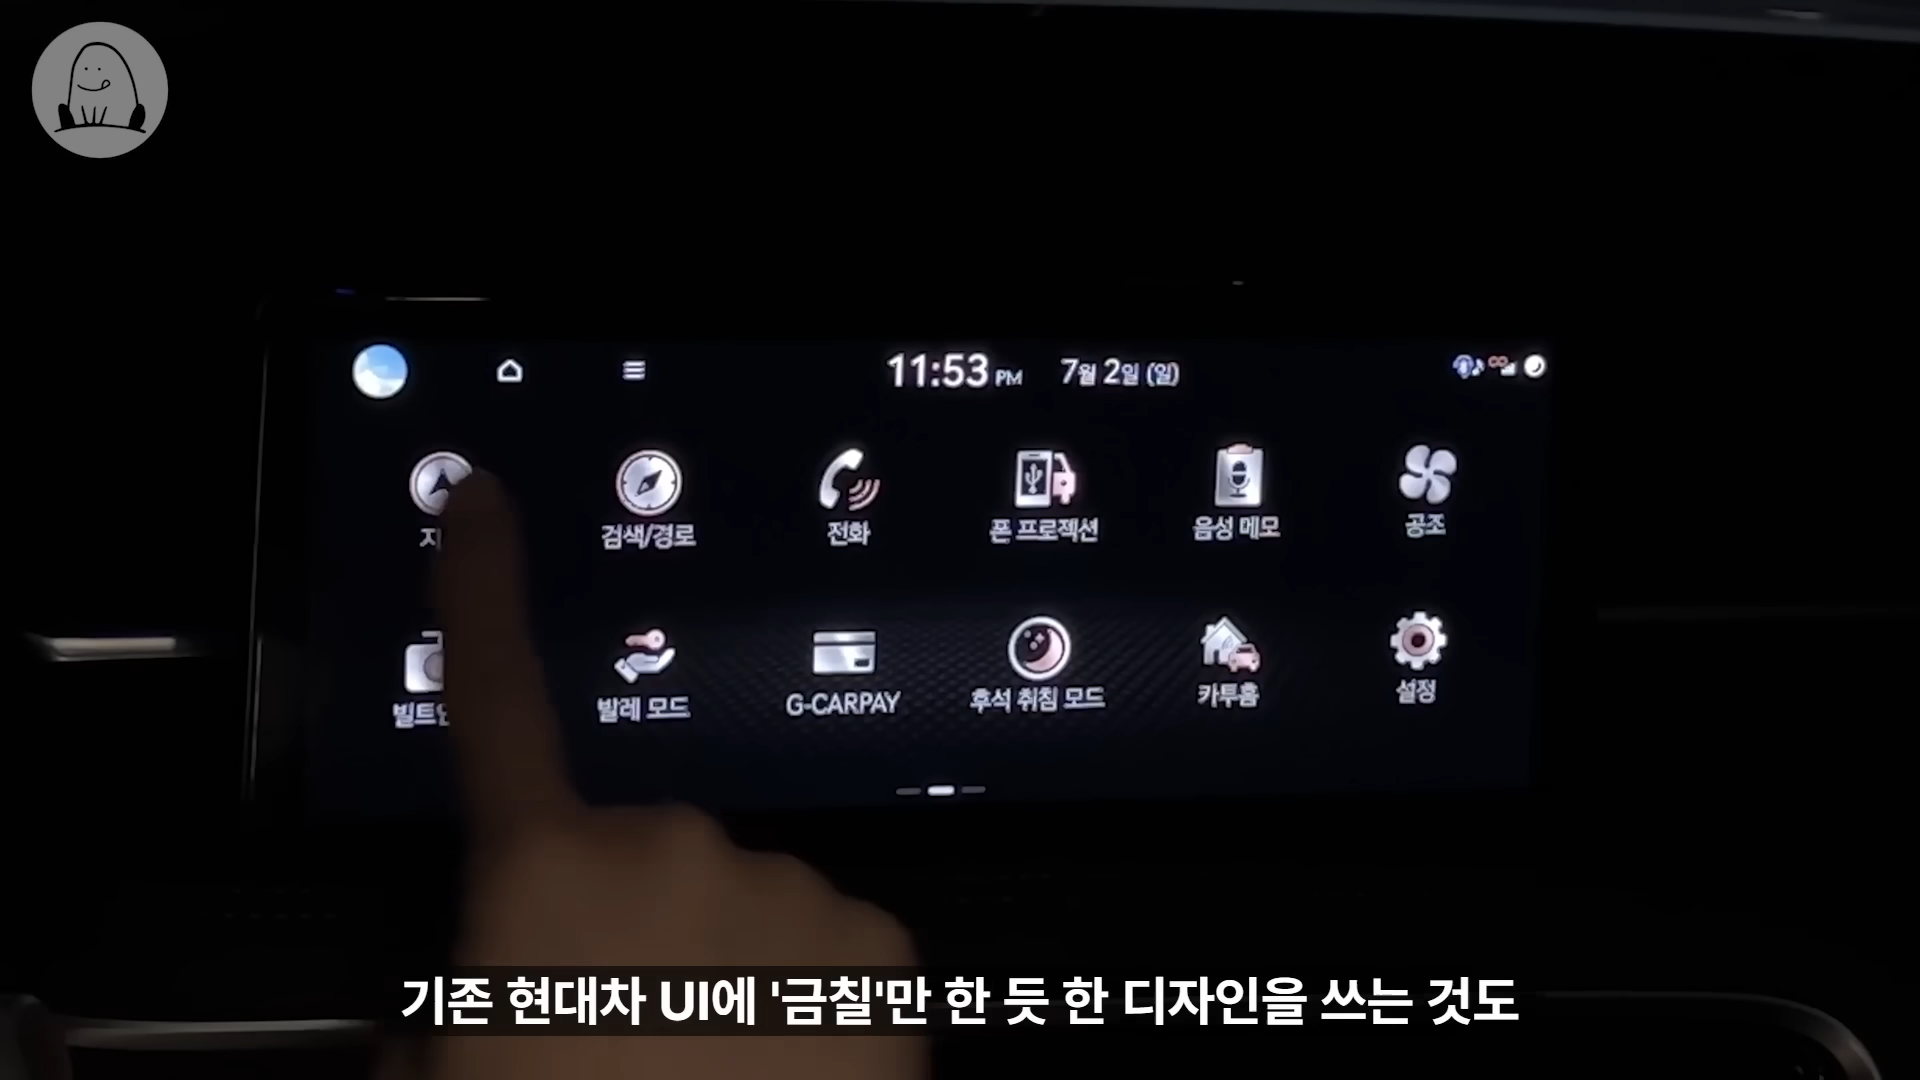 11:53 PM 7월 2일 (일)
검색/경로 전화 폰 프로젝션 음성 메모 공조
발레 모드 G-CARPAY 후석 취침 모드 카투홈 설정
기존 현대차 UI에 '금칠'만 한 듯 한 디자인을 쓰는 것도